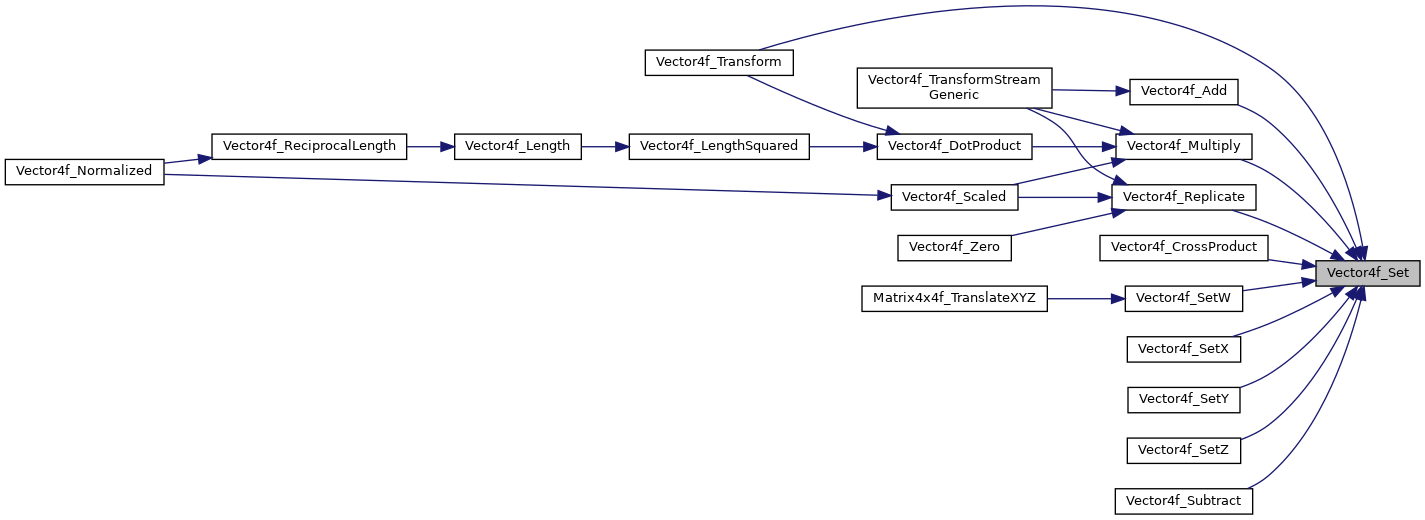 Vector4f_Transform
Vector4f_TransformStream
Generic
Vector4f_Add
Vector4f_ReciprocalLength
Vector4f_Length
Vector4f_LengthSquared
Vector4f_DotProduct
Vector4f_Multiply
Vector4f_Normalized
Vector4f_Scaled
Vector4f_Replicate
Vector4f_Zero
Vector4f_CrossProduct
Vector4f_Set
Matrix4x4f_TranslateXYZ
Vector4f_SetW
Vector4f_SetX
Vector4f_SetY
Vector4f_SetZ
Vector4f_Subtract